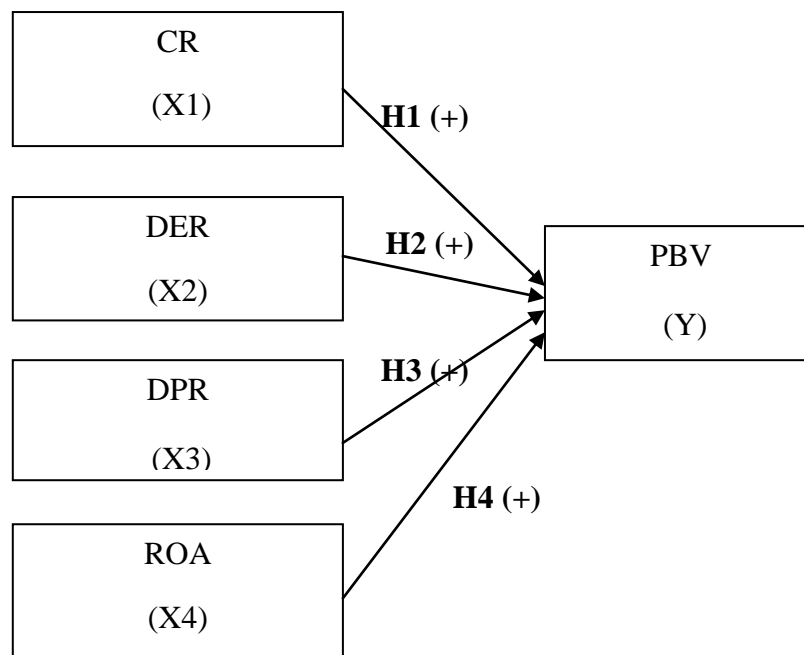 CR
(X1)
H1 (+)
DER
(X2)
H2 (+)
PBV
(Y)
DPR
(X3)
H3 (+)
H4 (+)
ROA
(X4)